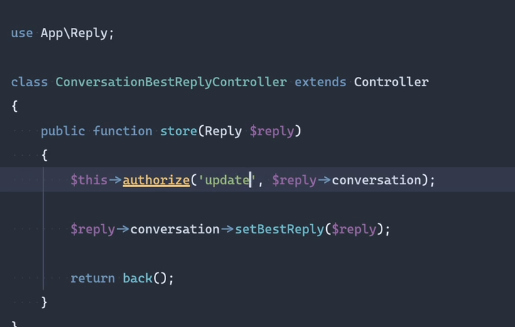 use App\Reply;
class ConversationBestReplyController extends Controller
{
public function store(Reply $reply)
{
$this->authorize('update', $reply->conversation);
$reply->conversation->setBestReply($reply);
return back();
}
}